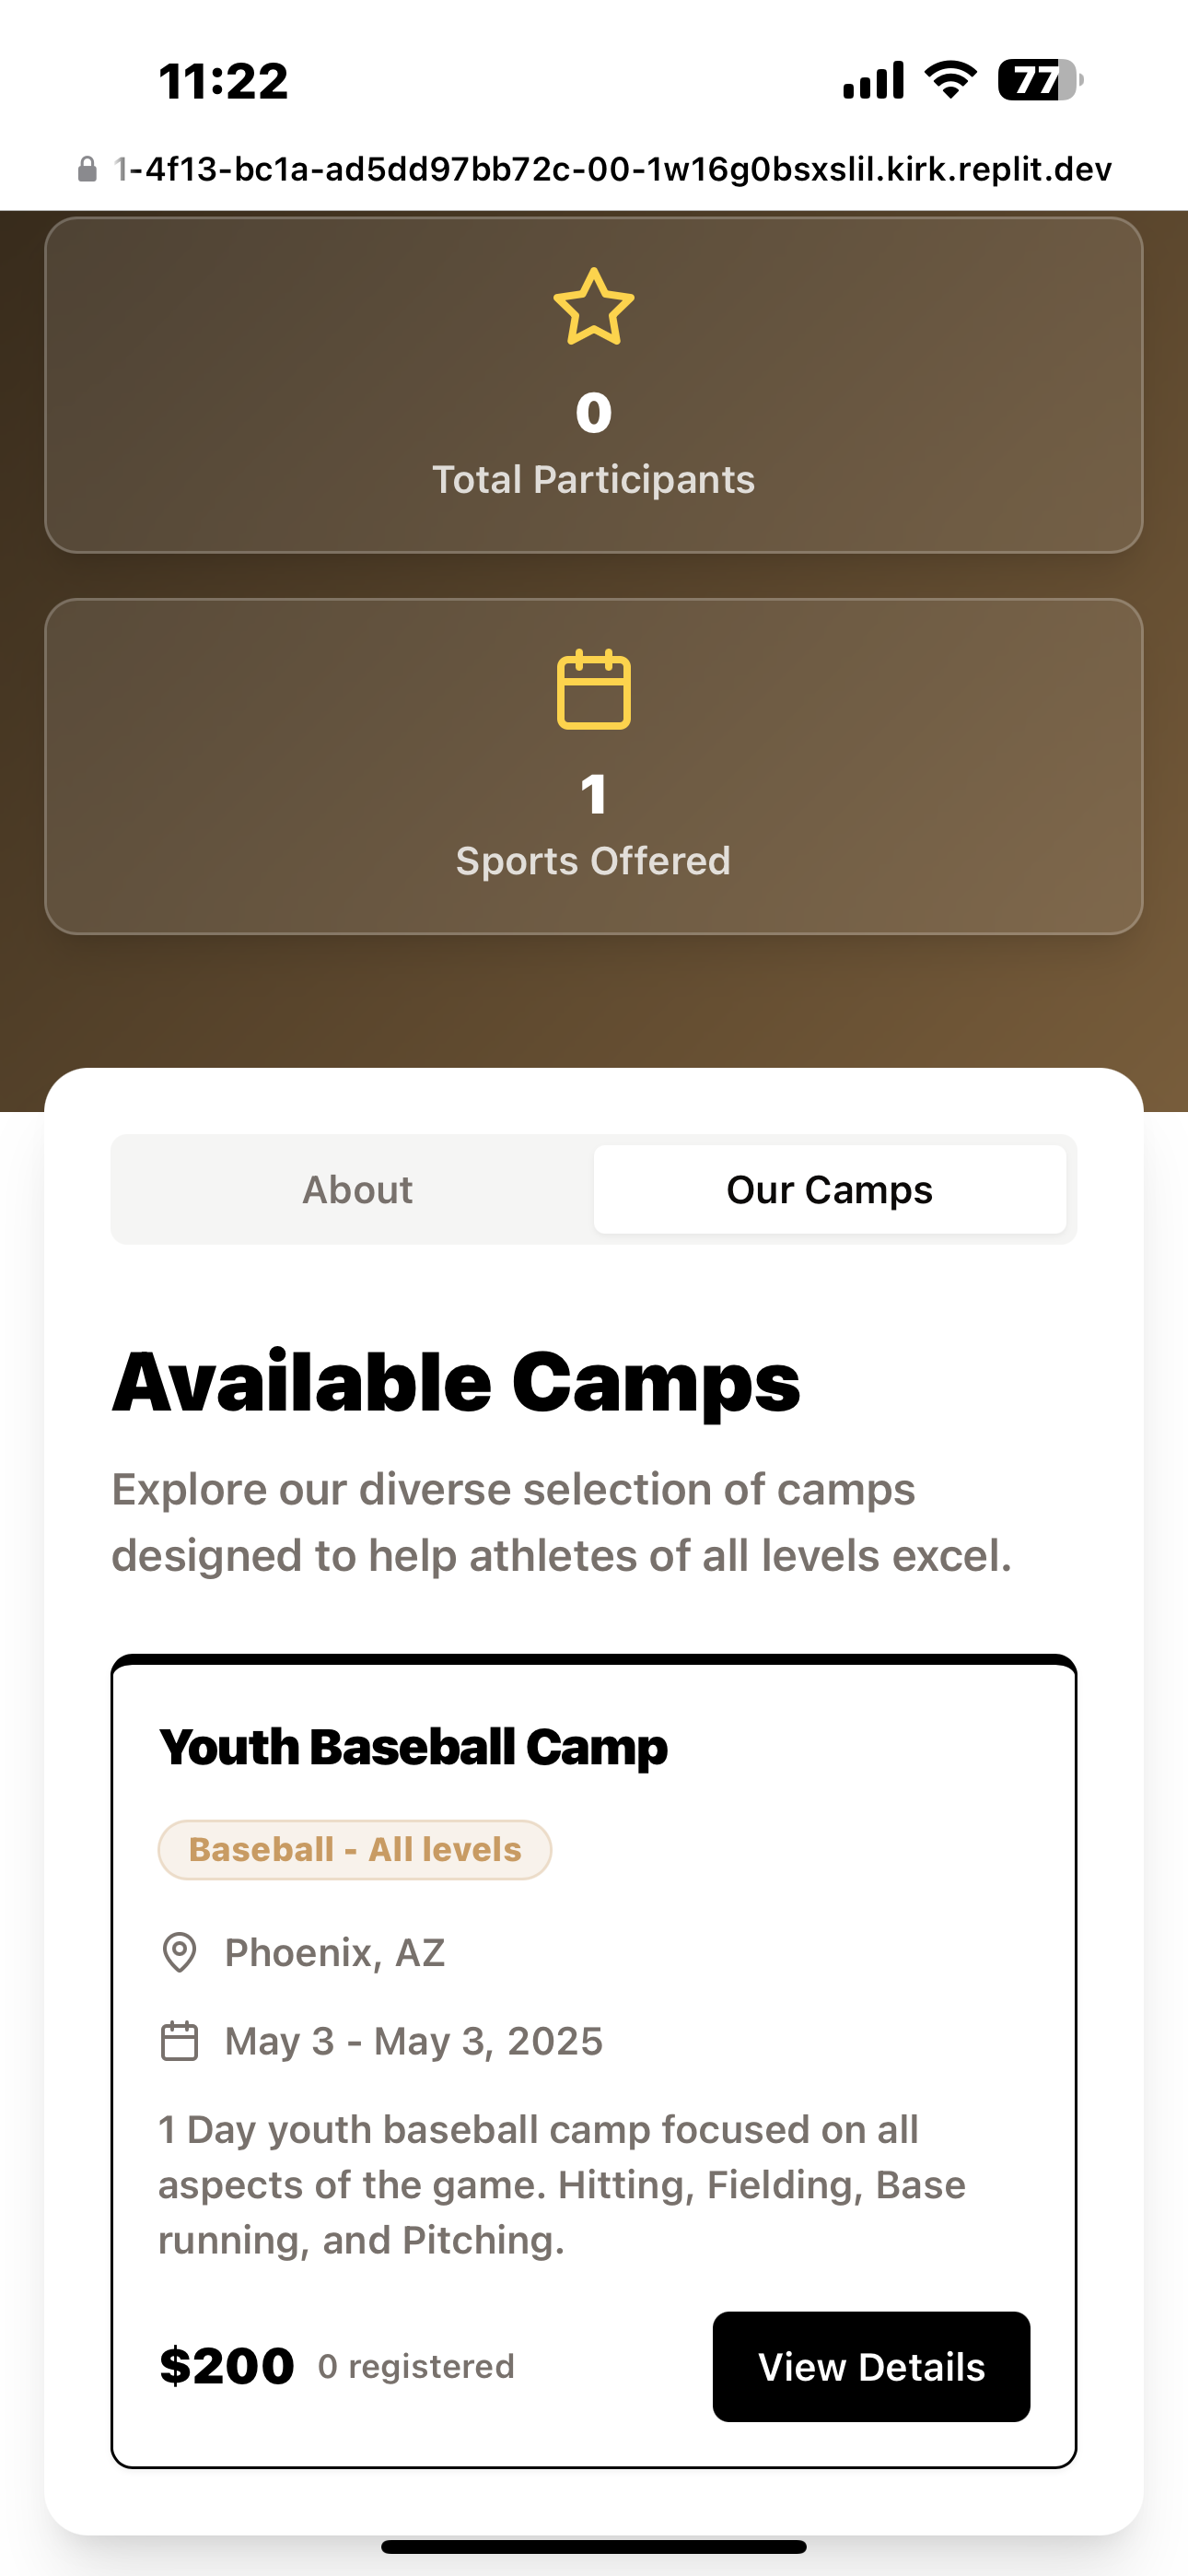 11:22
77
1-4f13-bc1a-ad5dd97bb72c-00-1w16g0bsxslil.kirk.replit.dev
0
Total Participants
1
Sports Offered
About
Our Camps
Available Camps
Explore our diverse selection of camps
designed to help athletes of all levels excel.
Youth Baseball Camp
Baseball - All levels
Phoenix, AZ
May 3 - May 3, 2025
1 Day youth baseball camp focused on all
aspects of the game. Hitting, Fielding, Base
running, and Pitching.
$200 0 registered
View Details